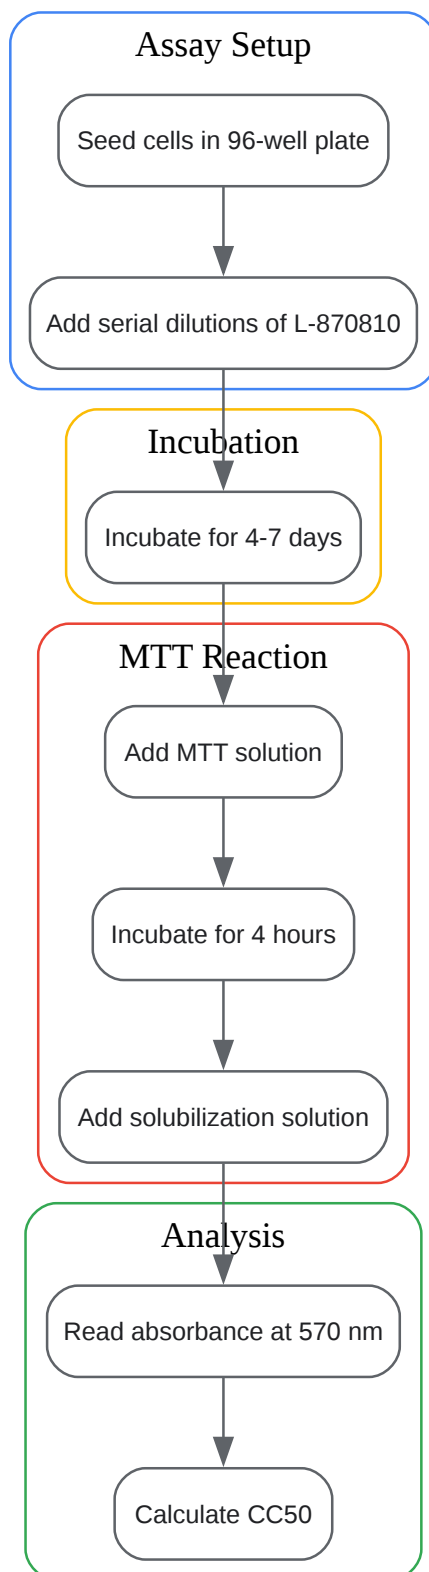 Assay Setup
Seed cells in 96-well plate
Add serial dilutions of L-870810
Incubation
Incubate for 4-7 days
MTT Reaction
Add MTT solution
Incubate for 4 hours
Add solubilization solution
Analysis
Read absorbance at 570 nm
Calculate CC50